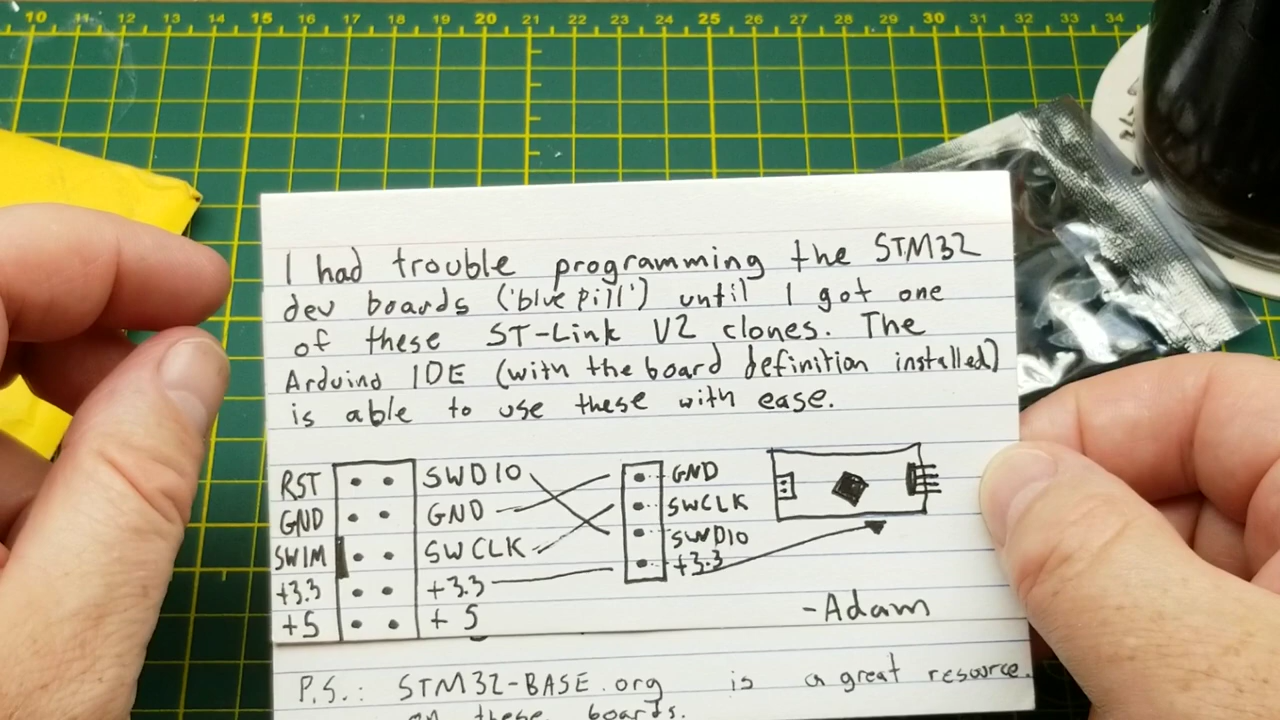 10 11 12 13 14 15 16 17 18 19 20 21 22 23 24 25 26 27 28 29 30 31 32 33 34
I had trouble programming the STM32
dev boards ('blue pill') until I got one
of these ST-Link V2 clones. The
Arduino IDE (with the board definition installed)
is able to use these with ease.
RST SWDIO GND
GND GND SWCLK
SWIM SWCLK SWDIO
+3.3 +3.3 +3.3
+5 +5
-Adam
P.S.: STM32-BASE.org is a great resource
on these boards.